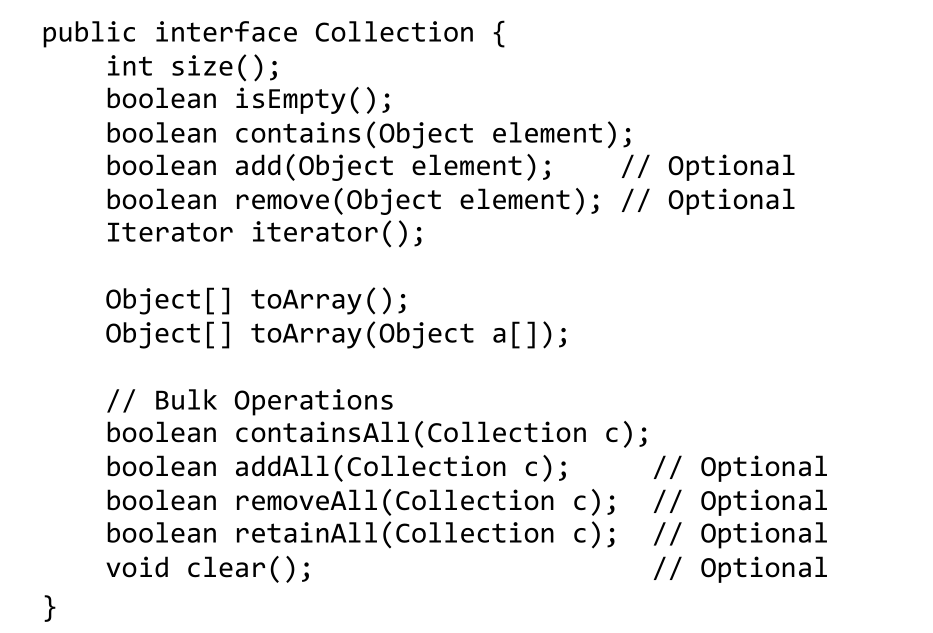 public interface Collection {
    int size();
    boolean isEmpty();
    boolean contains(Object element);
    boolean add(Object element);    // Optional
    boolean remove(Object element); // Optional
    Iterator iterator();

    Object[] toArray();
    Object[] toArray(Object a[]);

    // Bulk Operations
    boolean containsAll(Collection c);
    boolean addAll(Collection c);     // Optional
    boolean removeAll(Collection c);  // Optional
    boolean retainAll(Collection c);  // Optional
    void clear();                     // Optional
}